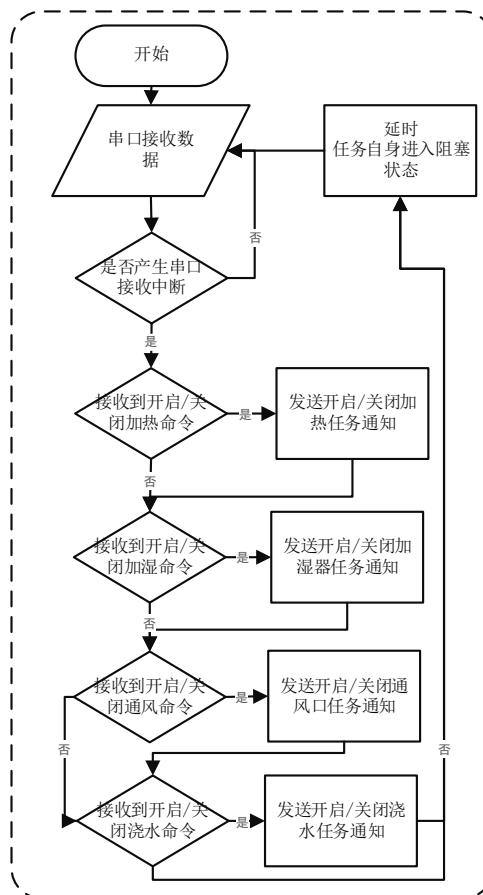 开始
串口接收数
据
延时
任务自身进入阻塞
状态
否
是否产生串口
接收中断
是
接收到开启/关
闭加热命令
是
发送开启/关闭加
热任务通知
否
接收到开启/关
闭加湿命令
是
发送开启/关闭加
湿器任务通知
否
接收到开启/关
闭通风命令
是
发送开启/关闭通
风口任务通知
否
否
接收到开启/关
闭浇水命令
是
发送开启/关闭浇
水任务通知